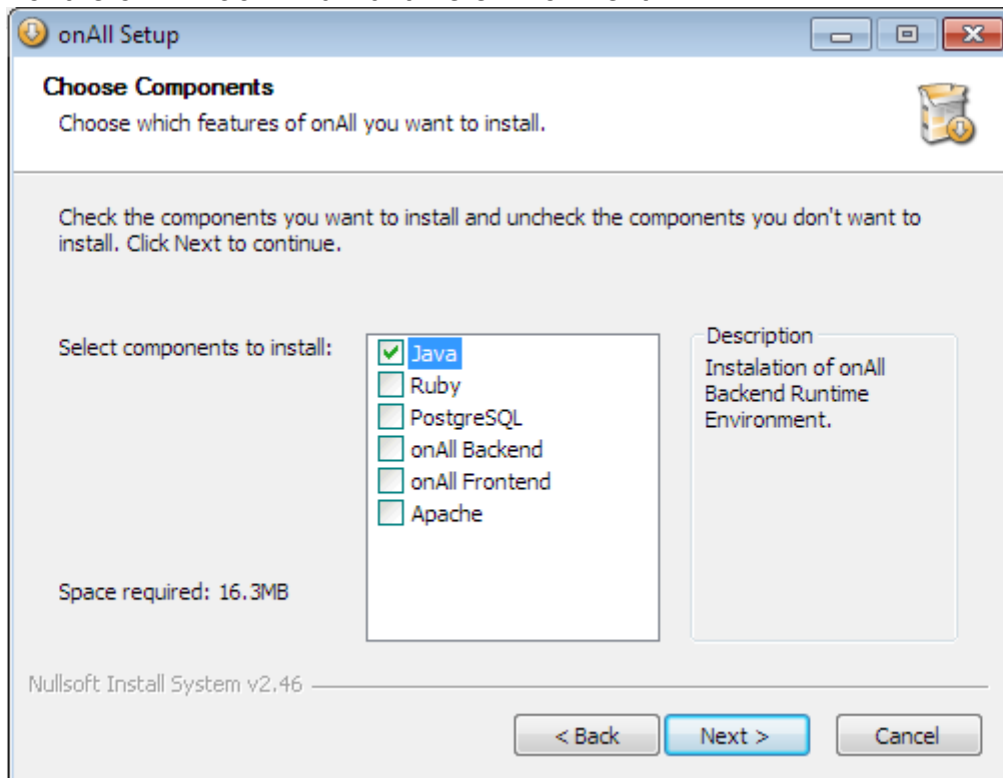 onAll Setup
Choose Components
Choose which features of onAll you want to install.
Check the components you want to install and uncheck the components you don't want to
install. Click Next to continue.
Select components to install:
Java
Ruby
PostgreSQL
onAll Backend
onAll Frontend
Apache
Description
Instalation of onAll
Backend Runtime
Environment.
Space required: 16.3MB
Nullsoft Install System v2.46
< Back
Next >
Cancel